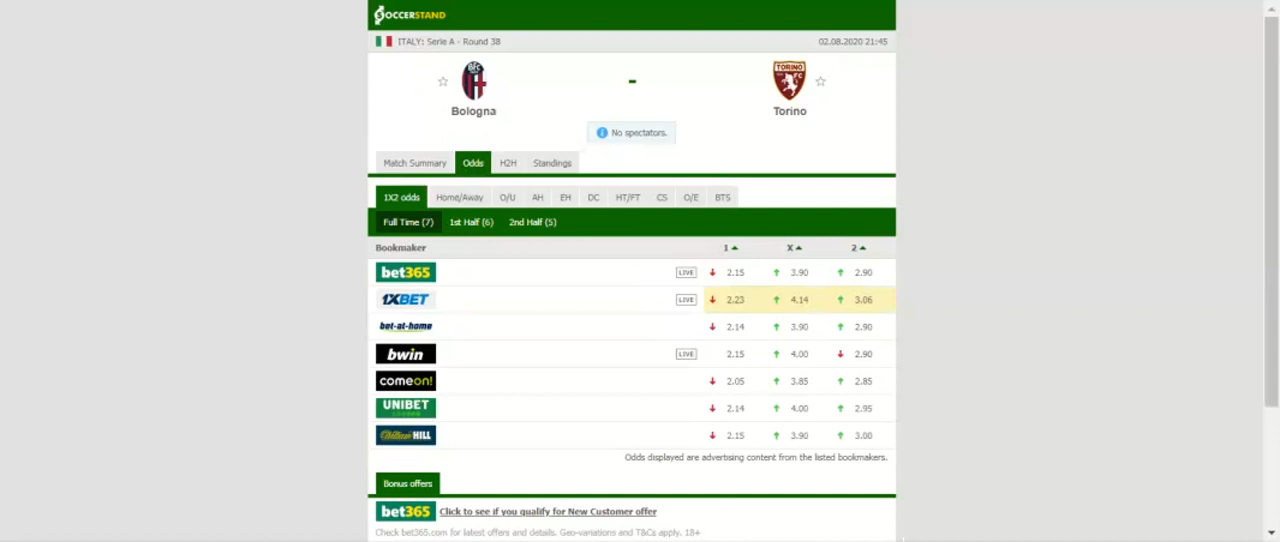 SOCCERSTAND
ITALY: Serie A - Round 38 02.08.2020 21:45
BFC
TORINO FC
-
Bologna Torino
No spectators.
Match Summary Odds H2H Standings
1X2 odds Home/Away O/U AH EH DC HT/FT CS O/E BTS
Full Time (7) 1st Half (6) 2nd Half (5)
Bookmaker 1 X 2
bet365 LIVE 2.15 3.90 2.90
1XBET LIVE 2.23 4.14 3.06
bet-at-home 2.14 3.90 2.90
bwin LIVE 2.15 4.00 2.90
comeon! 2.05 3.85 2.85
UNIBET 2.14 4.00 2.95
William HILL 2.15 3.90 3.00
Odds displayed are advertising content from the listed bookmakers.
Bonus offers
bet365 Click to see if you qualify for New Customer offer
Check bet365.com for latest offers and details. Geo-variations and T&Cs apply. 18+